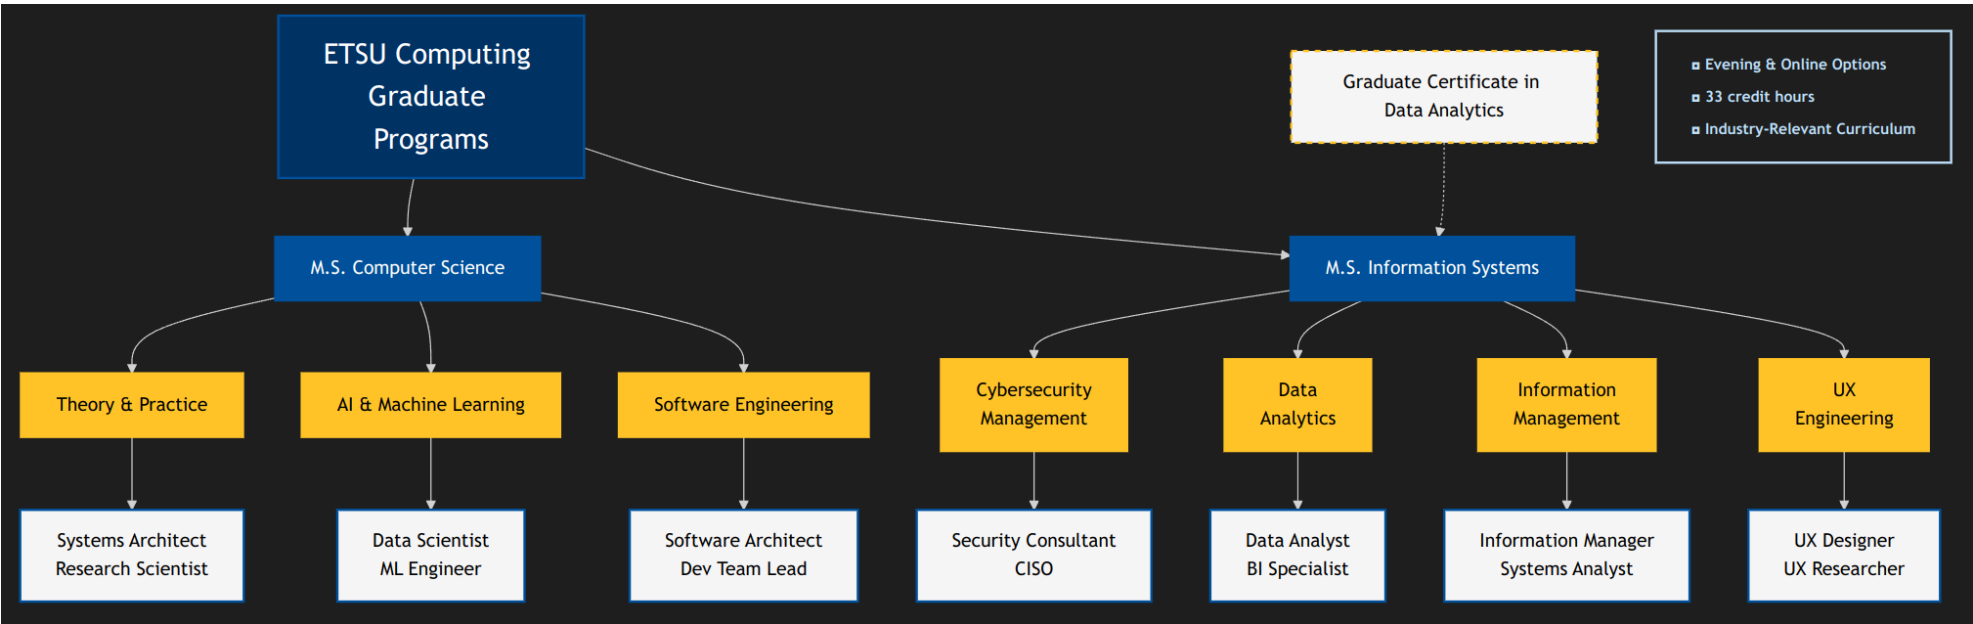 ETSU Computing
Graduate
Programs
Graduate Certificate in
Data Analytics
Evening & Online Options
33 credit hours
Industry-Relevant Curriculum
M.S. Computer Science
M.S. Information Systems
Theory & Practice
AI & Machine Learning
Software Engineering
Cybersecurity
Management
Data
Analytics
Information
Management
UX
Engineering
Systems Architect
Research Scientist
Data Scientist
ML Engineer
Software Architect
Dev Team Lead
Security Consultant
CISO
Data Analyst
BI Specialist
Information Manager
Systems Analyst
UX Designer
UX Researcher